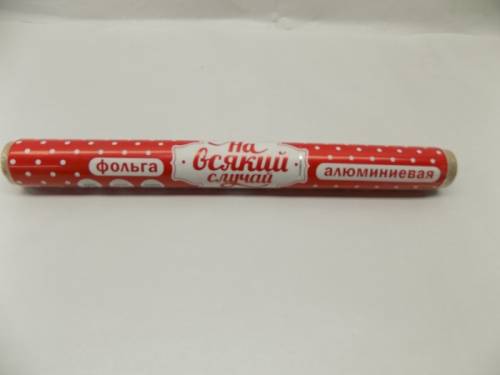 фольга
На
всякий
случай
алюминиевая